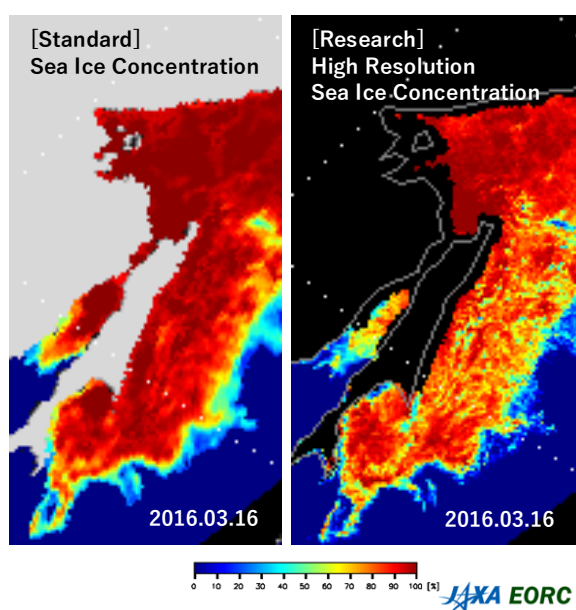 [Standard]
Sea Ice Concentration
2016.03.16
[Research]
High Resolution
Sea Ice Concentration
2016.03.16
0 10 20 30 40 50 60 70 80 90 100 [%]
JAXA EORC